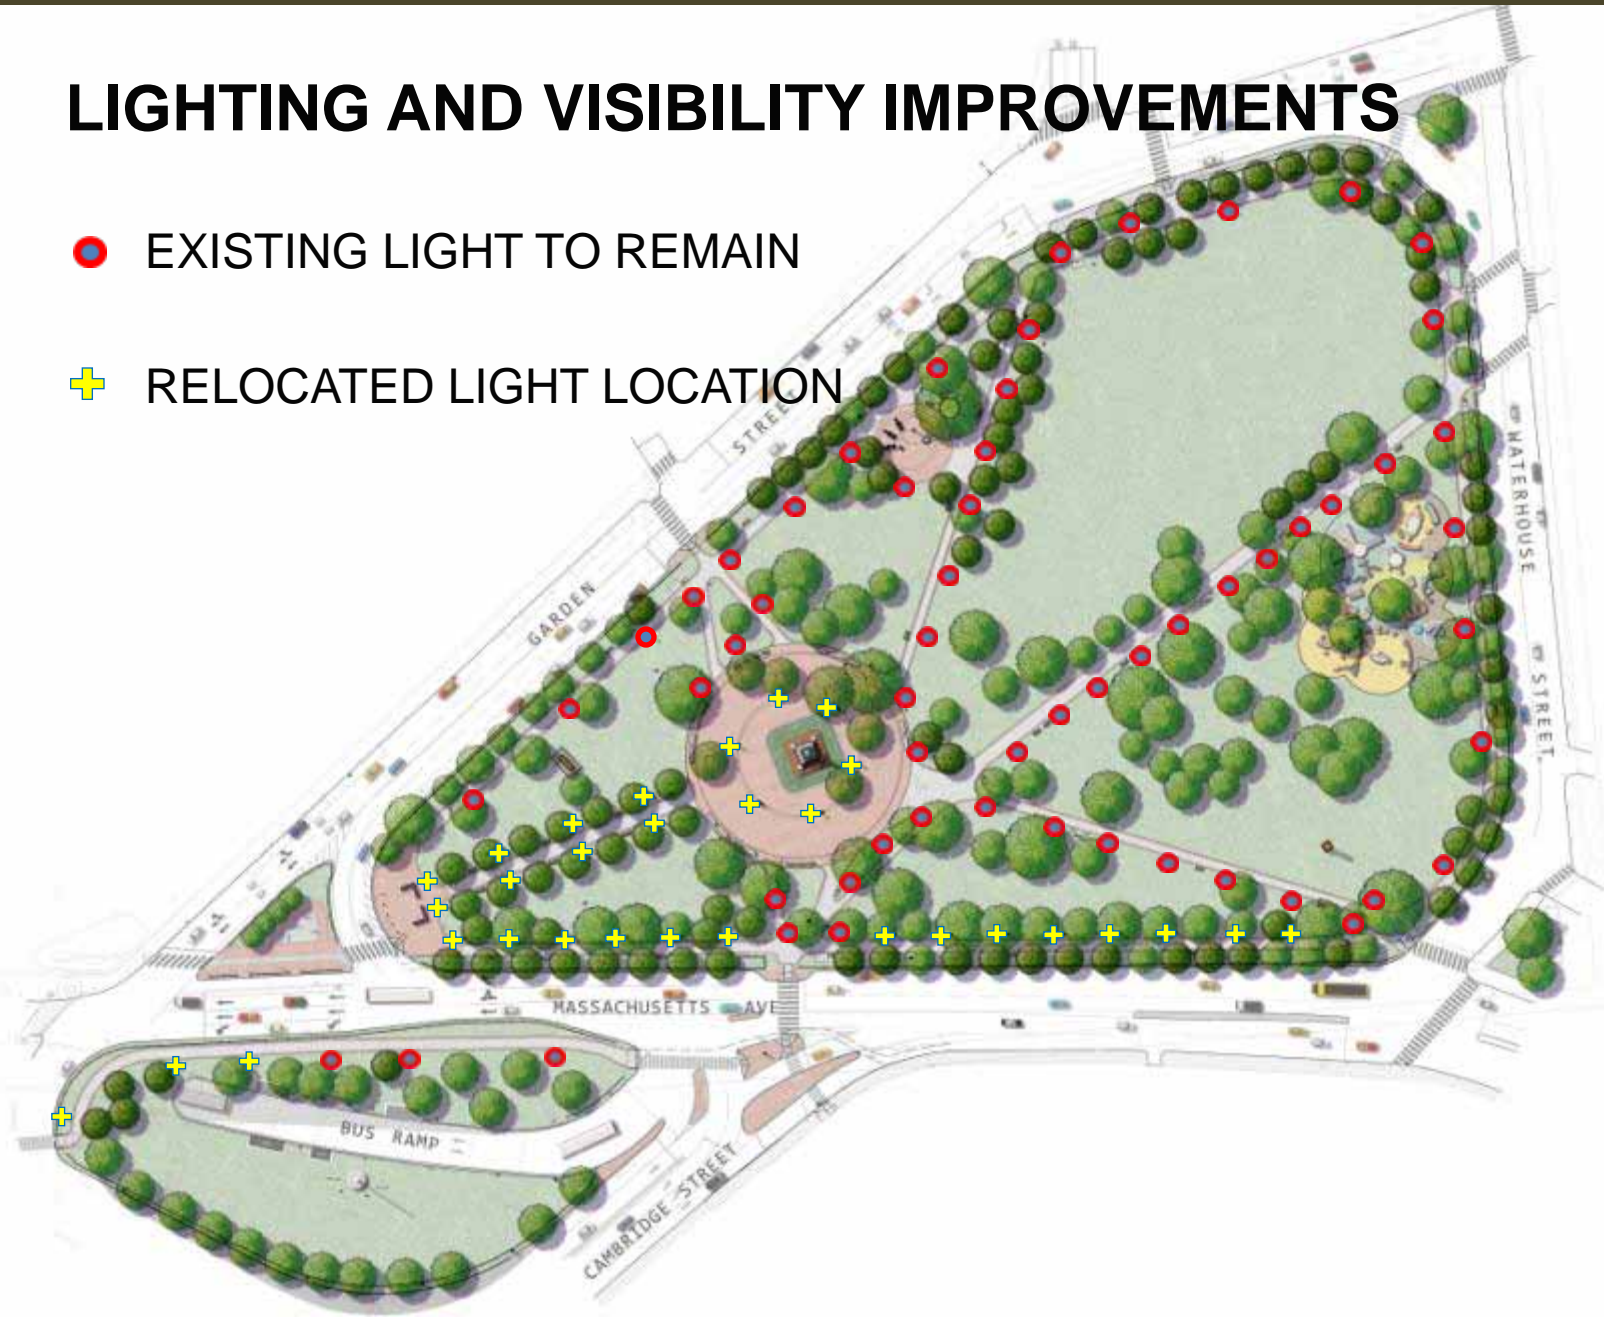 LIGHTING AND VISIBILITY IMPROVEMENTS
EXISTING LIGHT TO REMAIN
RELOCATED LIGHT LOCATION
GARDEN
STREET
WATERHOUSE
STREET
MASSACHUSETTS AVE
BUS RAMP
CAMBRIDGE STREET